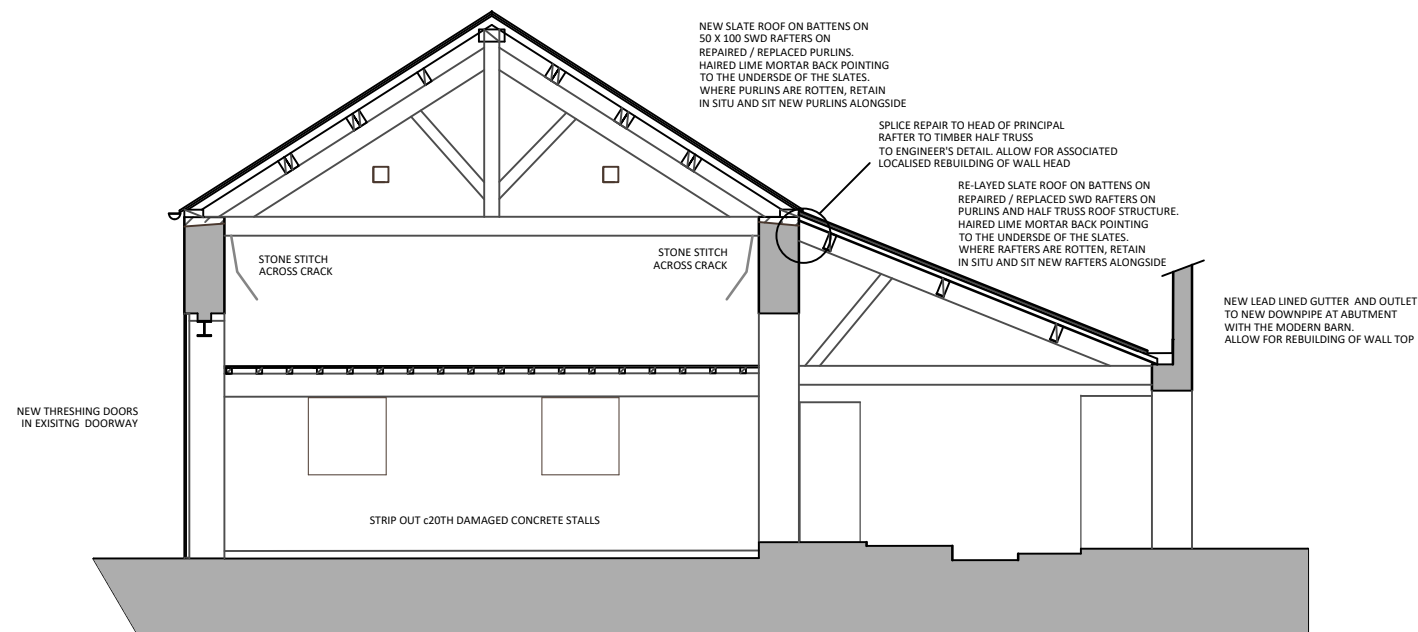 NEW SLATE ROOF ON BATTENS ON
50 X 100 SWD RAFTERS ON
REPAIRED / REPLACED PURLINS.
HAIRED LIME MORTAR BACK POINTING
TO THE UNDERSDE OF THE SLATES.
WHERE PURLINS ARE ROTTEN, RETAIN
IN SITU AND SIT NEW PURLINS ALONGSIDE
SPLICE REPAIR TO HEAD OF PRINCIPAL
RAFTER TO TIMBER HALF TRUSS
TO ENGINEER'S DETAIL. ALLOW FOR ASSOCIATED
LOCALISED REBUILDING OF WALL HEAD
RE-LAYED SLATE ROOF ON BATTENS ON
REPAIRED / REPLACED SWD RAFTERS ON
PURLINS AND HALF TRUSS ROOF STRUCTURE.
HAIRED LIME MORTAR BACK POINTING
TO THE UNDERSDE OF THE SLATES.
WHERE RAFTERS ARE ROTTEN, RETAIN
IN SITU AND SIT NEW RAFTERS ALONGSIDE
STONE STITCH
ACROSS CRACK
STONE STITCH
ACROSS CRACK
NEW LEAD LINED GUTTER AND OUTLET
TO NEW DOWNPIPE AT ABUTMENT
WITH THE MODERN BARN.
ALLOW FOR REBUILDING OF WALL TOP
NEW THRESHING DOORS
IN EXISITNG DOORWAY
STRIP OUT c20TH DAMAGED CONCRETE STALLS